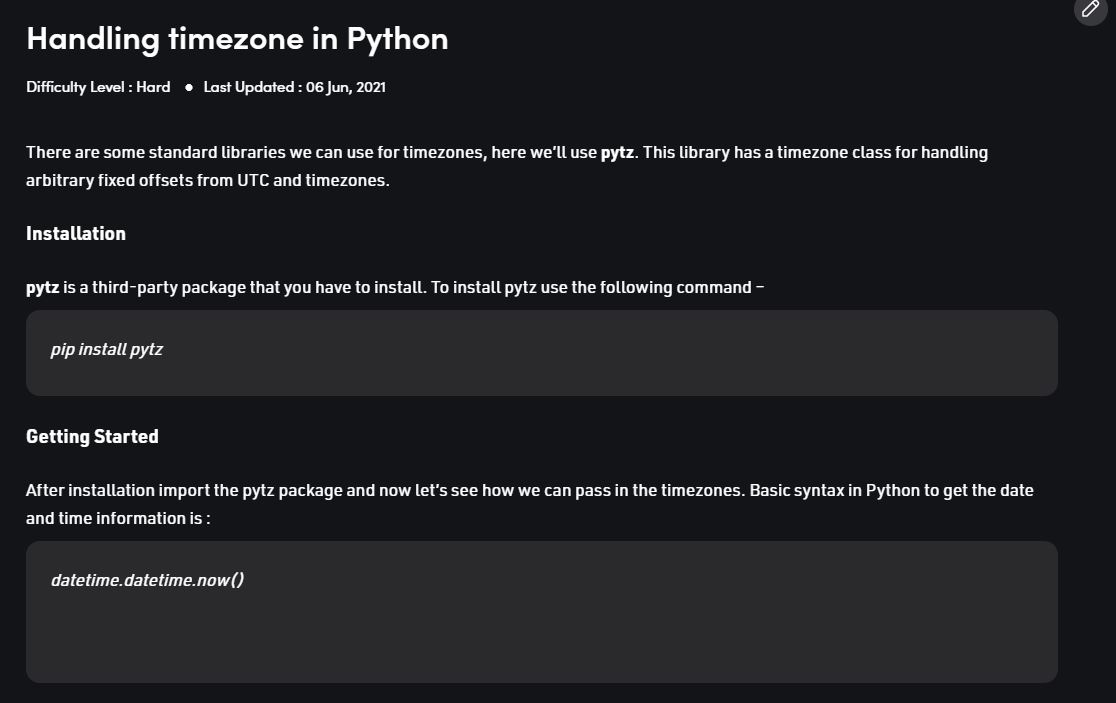 Handling timezone in Python
Difficulty Level : Hard ● Last Updated : 06 Jun, 2021
There are some standard libraries we can use for timezones, here we’ll use pytz. This library has a timezone class for handling
arbitrary fixed offsets from UTC and timezones.
Installation
pytz is a third-party package that you have to install. To install pytz use the following command –
pip install pytz
Getting Started
After installation import the pytz package and now let’s see how we can pass in the timezones. Basic syntax in Python to get the date
and time information is :
datetime.datetime.now()